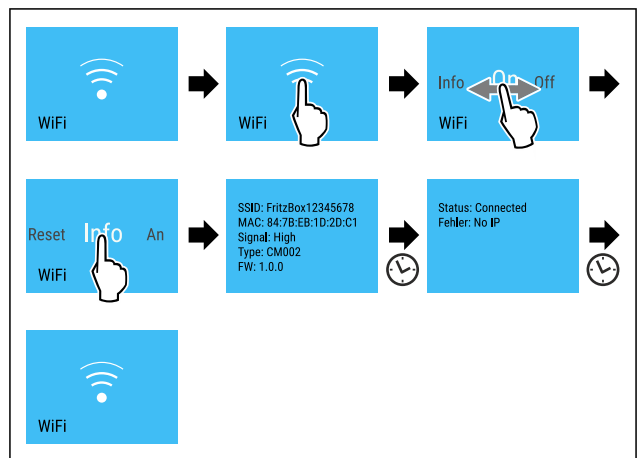 WiFi
WiFi
Info On Off
WiFi
Reset Info An
WiFi
SSID: FritzBox12345678
MAC: 84:7B:EB:1D:2D:C1
Signal: High
Type: CM002
FW: 1.0.0
Status: Connected
Fehler: No IP
WiFi